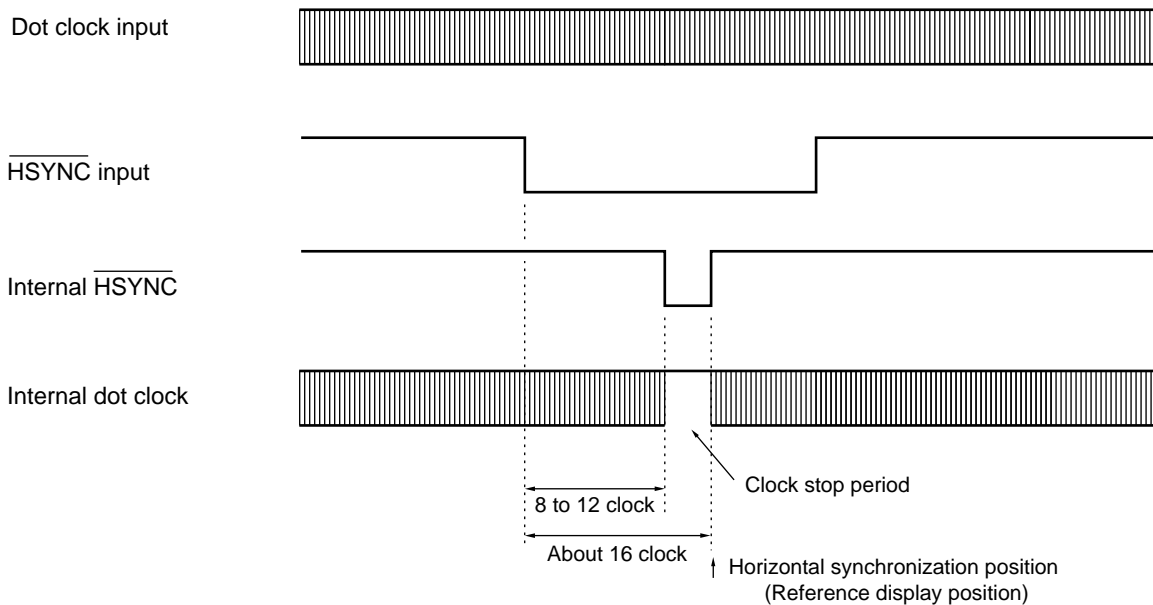 Dot clock input
HSYNC input
Internal HSYNC
Internal dot clock
Clock stop period
8 to 12 clock
About 16 clock
Horizontal synchronization position
(Reference display position)